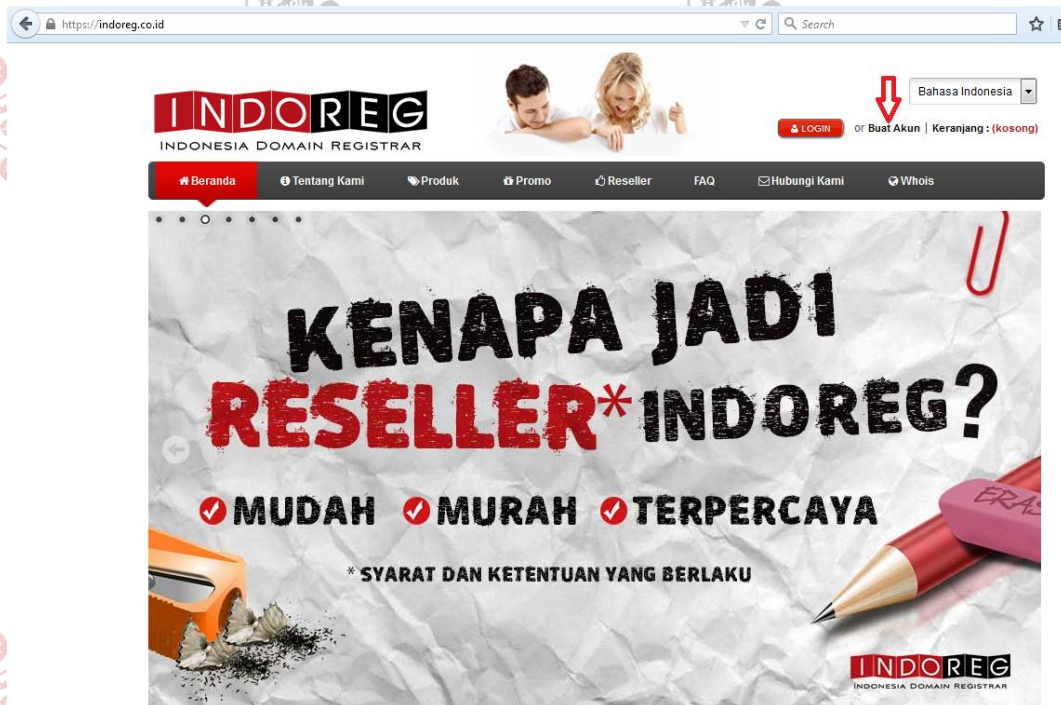 https://indoreg.co.id
Search
INDOREG
INDONESIA DOMAIN REGISTRAR
Bahasa Indonesia
LOGIN or Buat Akun | Keranjang : (kosong)
Beranda Tentang Kami Produk Promo Reseller FAQ Hubungi Kami Whois
KENAPA JADI
RESELLER* INDOREG?
MUDAH MURAH TERPERCAYA
* SYARAT DAN KETENTUAN YANG BERLAKU
ERAS
INDOREG
INDONESIA DOMAIN REGISTRAR